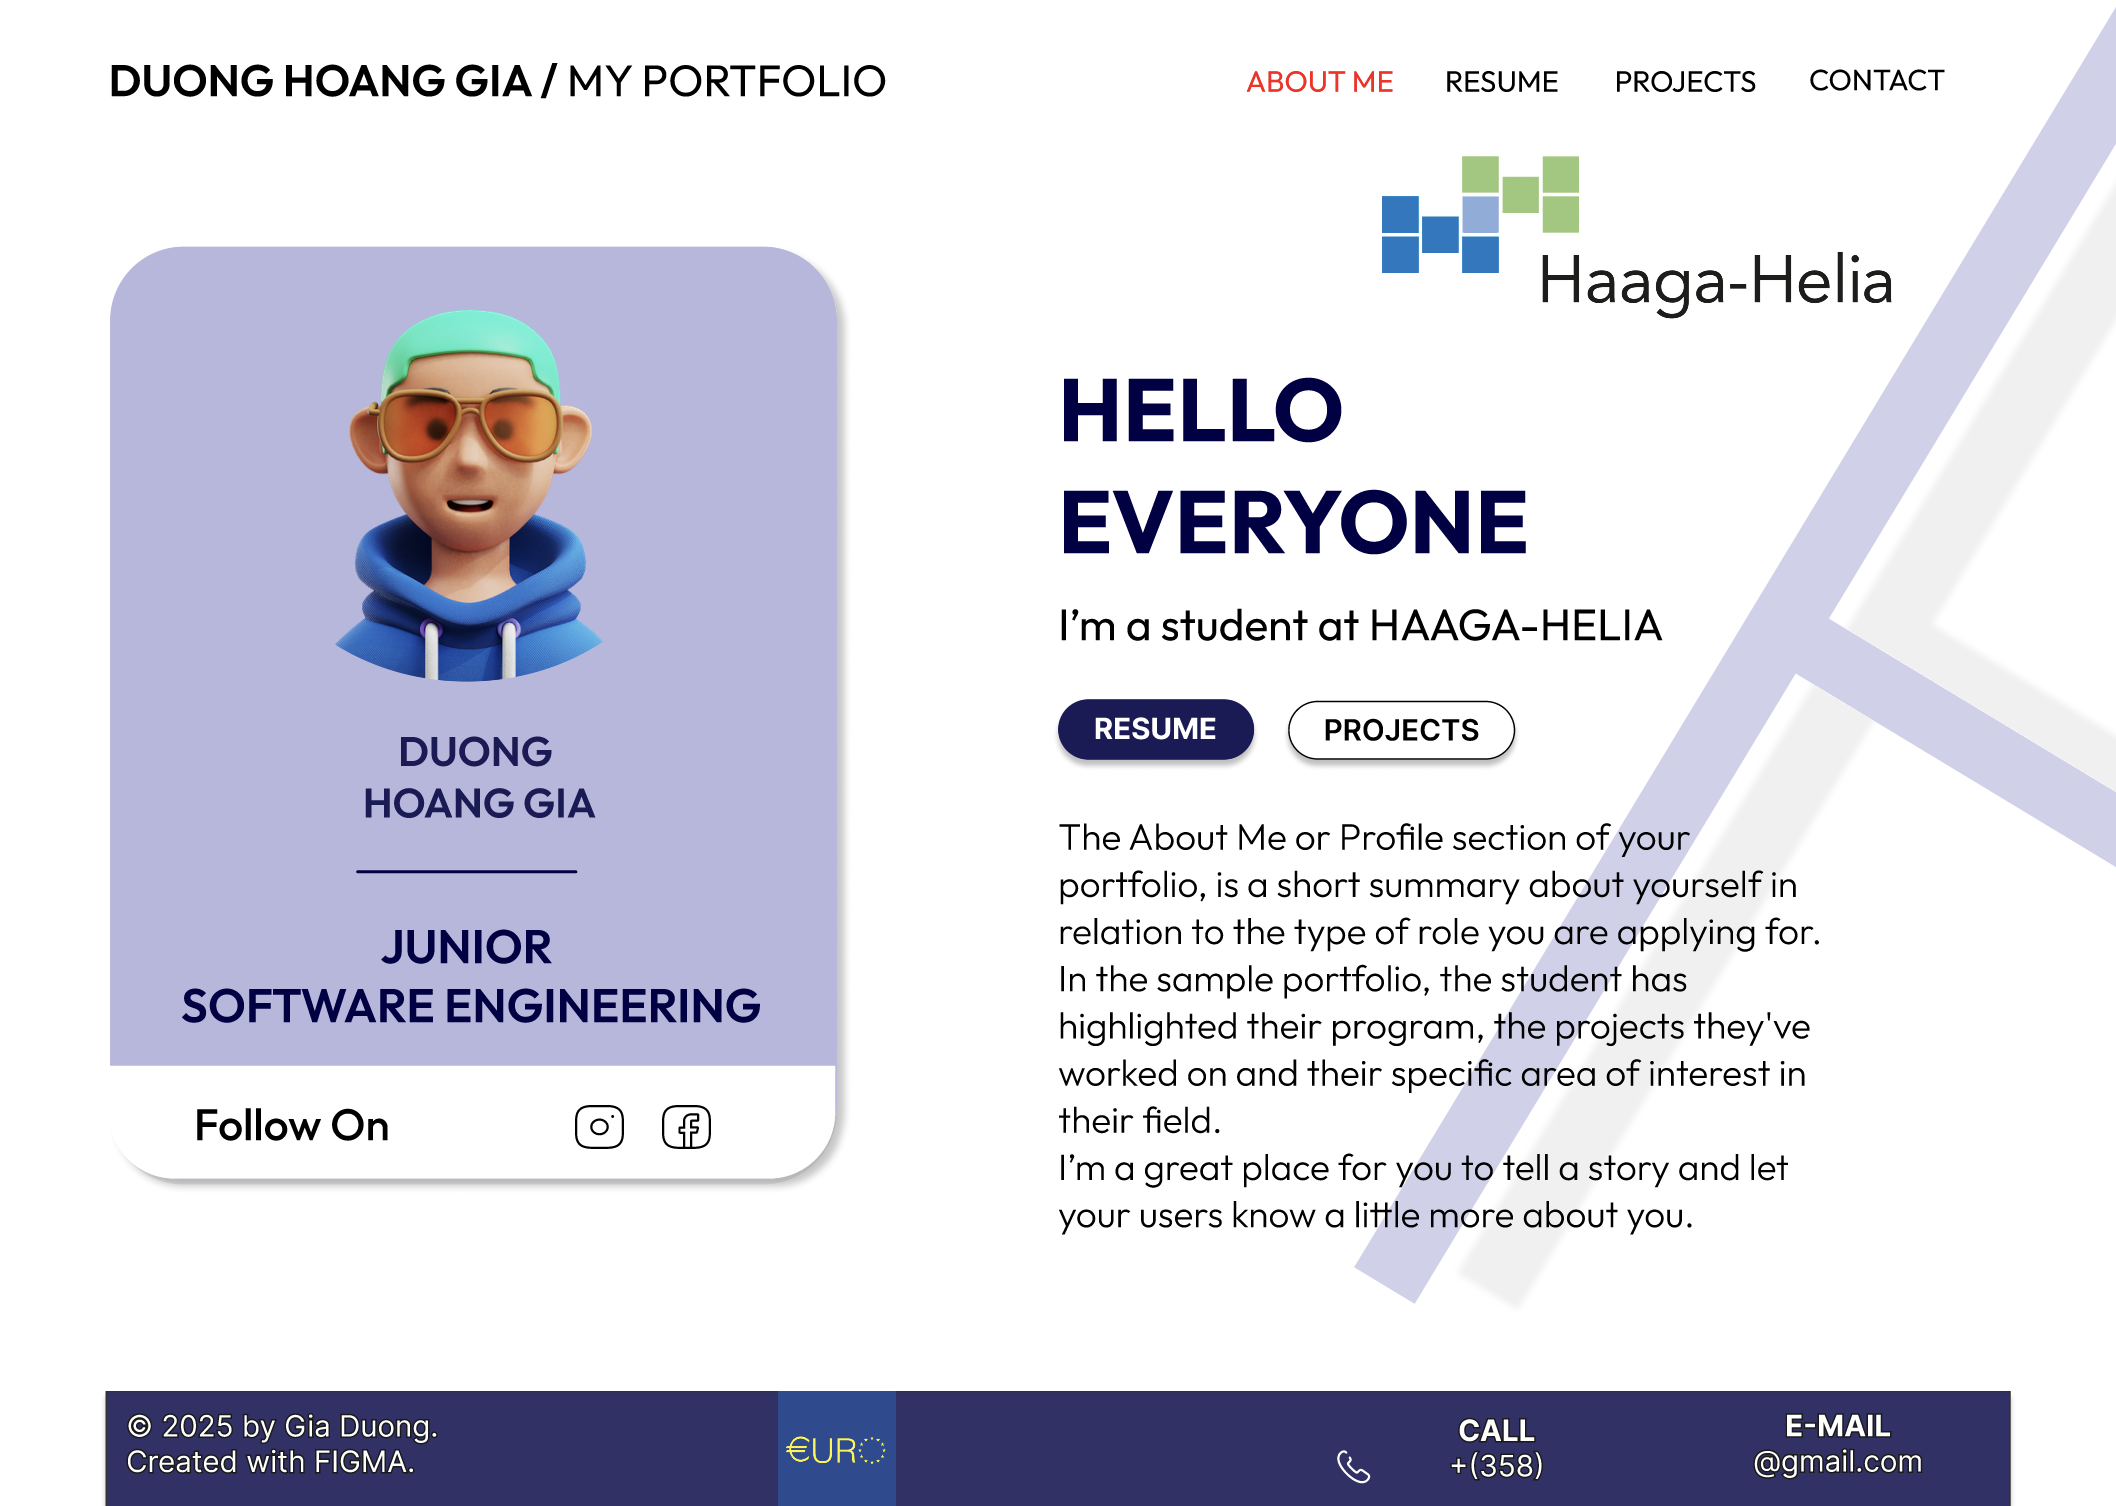 DUONG HOANG GIA / MY PORTFOLIO
ABOUT ME
RESUME
PROJECTS
CONTACT
Haaga-Helia
DUONG
HOANG GIA
JUNIOR
SOFTWARE ENGINEERING
Follow On
HELLO
EVERYONE
I’m a student at HAAGA-HELIA
RESUME
PROJECTS
The About Me or Profile section of your
portfolio, is a short summary about yourself in
relation to the type of role you are applying for.
In the sample portfolio, the student has
highlighted their program, the projects they've
worked on and their specific area of interest in
their field.
I’m a great place for you to tell a story and let
your users know a little more about you.
© 2025 by Gia Duong.
Created with FIGMA.
€URO
CALL
+(358)
E-MAIL
@gmail.com